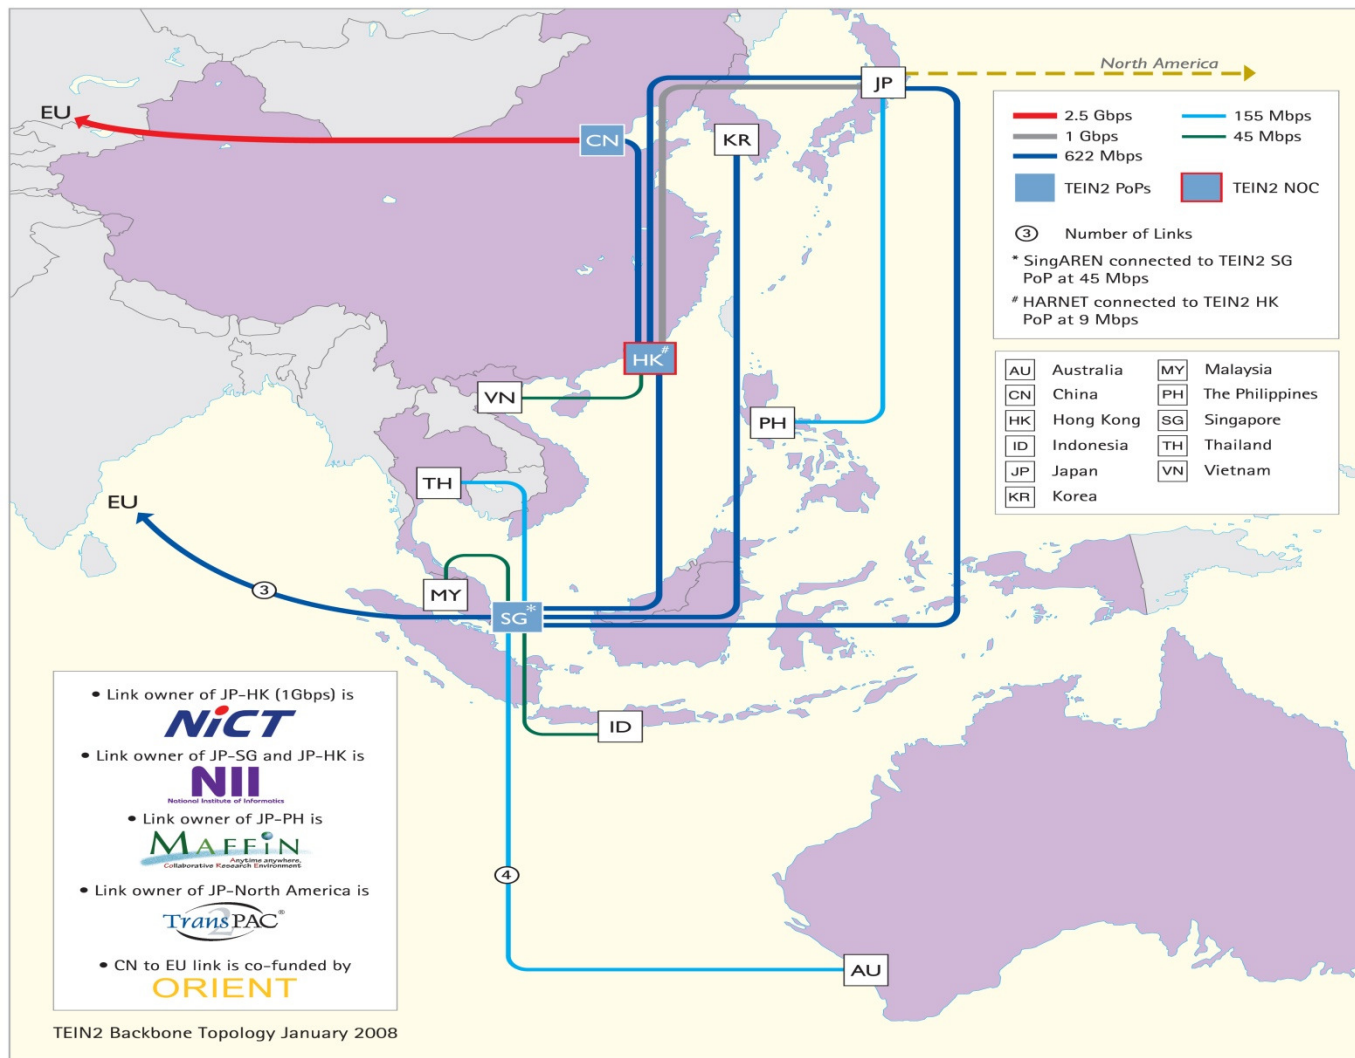 North America
JP
EU
CN
KR
HK#
VN
PH
TH
EU
3
MY
SG*
ID
4
AU
2.5 Gbps
155 Mbps
1 Gbps
45 Mbps
622 Mbps
TEIN2 PoPs
TEIN2 NOC
3 Number of Links
* SingAREN connected to TEIN2 SG
PoP at 45 Mbps
# HARNET connected to TEIN2 HK
PoP at 9 Mbps
AU Australia
MY Malaysia
CN China
PH The Philippines
HK Hong Kong
SG Singapore
ID Indonesia
TH Thailand
JP Japan
VN Vietnam
KR Korea
• Link owner of JP-HK (1Gbps) is
NiCT
• Link owner of JP-SG and JP-HK is
NII
National Institute of Informatics
• Link owner of JP-PH is
MAFFiN
Anytime anywhere,
Collaborative Research Environment
• Link owner of JP-North America is
TransPAC2®
• CN to EU link is co-funded by
ORIENT
TEIN2 Backbone Topology January 2008